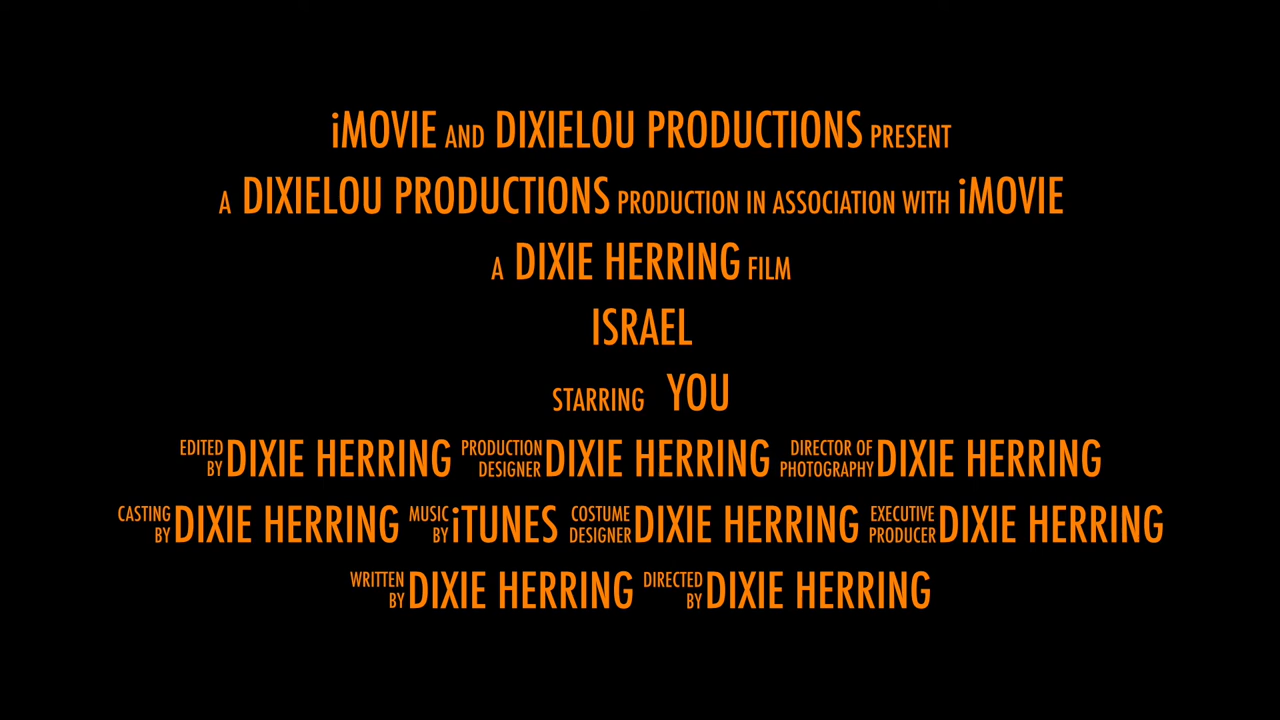 iMOVIE AND DIXIELOU PRODUCTIONS PRESENT
A DIXIELOU PRODUCTIONS PRODUCTION IN ASSOCIATION WITH iMOVIE
A DIXIE HERRING FILM
ISRAEL
STARRING YOU
EDITED BY DIXIE HERRING PRODUCTION DESIGNER DIXIE HERRING DIRECTOR OF PHOTOGRAPHY DIXIE HERRING
CASTING BY DIXIE HERRING MUSIC BY iTUNES COSTUME DESIGNER DIXIE HERRING EXECUTIVE PRODUCER DIXIE HERRING
WRITTEN BY DIXIE HERRING DIRECTED BY DIXIE HERRING